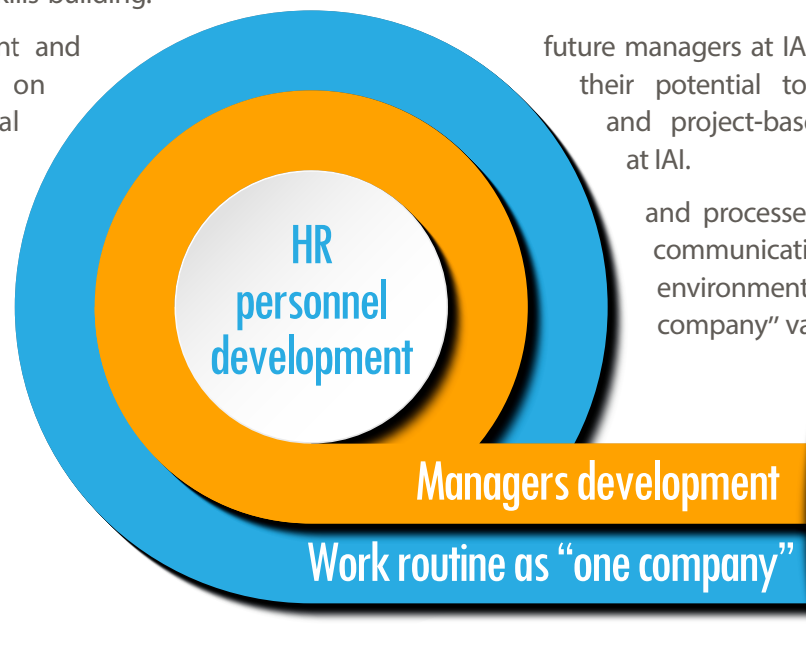 nt and
on
al
future managers at IA
their potential to
and project-base
at IAI.
and processe
communicati
environment
company" va
HR
personnel
development
Managers development
Work routine as “one company”